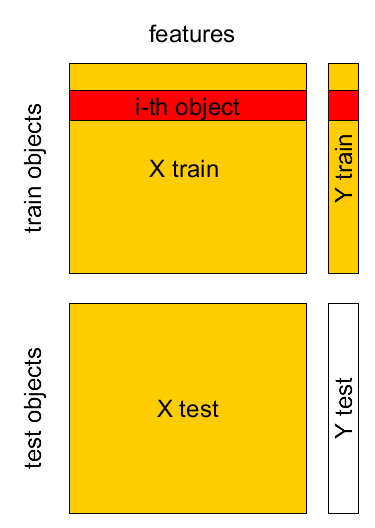 features
train objects
i-th object
X train
Y train
test objects
X test
Y test